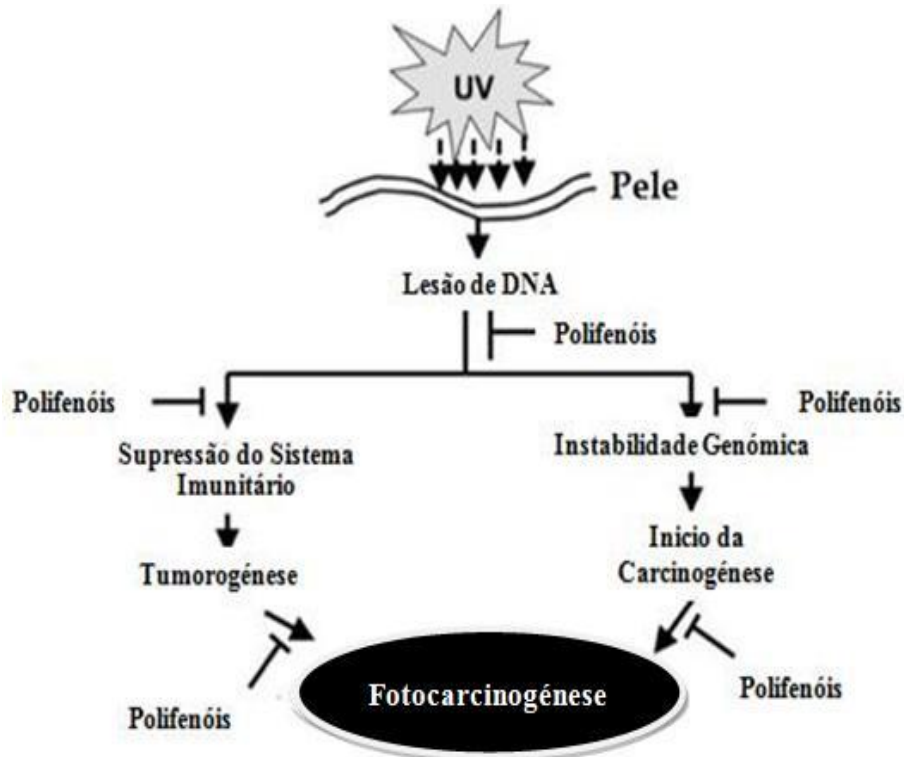 UV
Pele
Lesão de DNA
Polifenóis
Polifenóis
Polifenóis
Supressão do Sistema
Imunitário
Instabilidade Genómica
Tumorogénese
Inicio da
Carcinogénese
Polifenóis
Fotocarcinogénese
Polifenóis